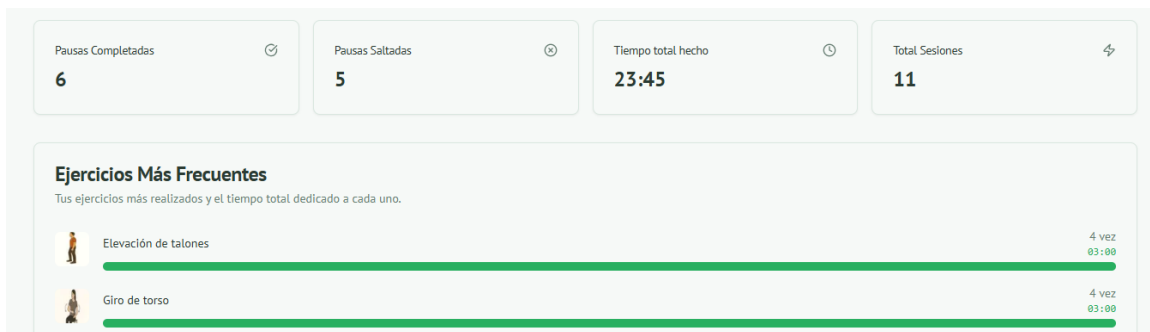 Pausas Completadas
6
Pausas Saltadas
5
Tiempo total hecho
23:45
Total Sesiones
11
Ejercicios Más Frecuentes
Tus ejercicios más realizados y el tiempo total dedicado a cada uno.
Elevación de talones
4 vez
03:00
Giro de torso
4 vez
03:00